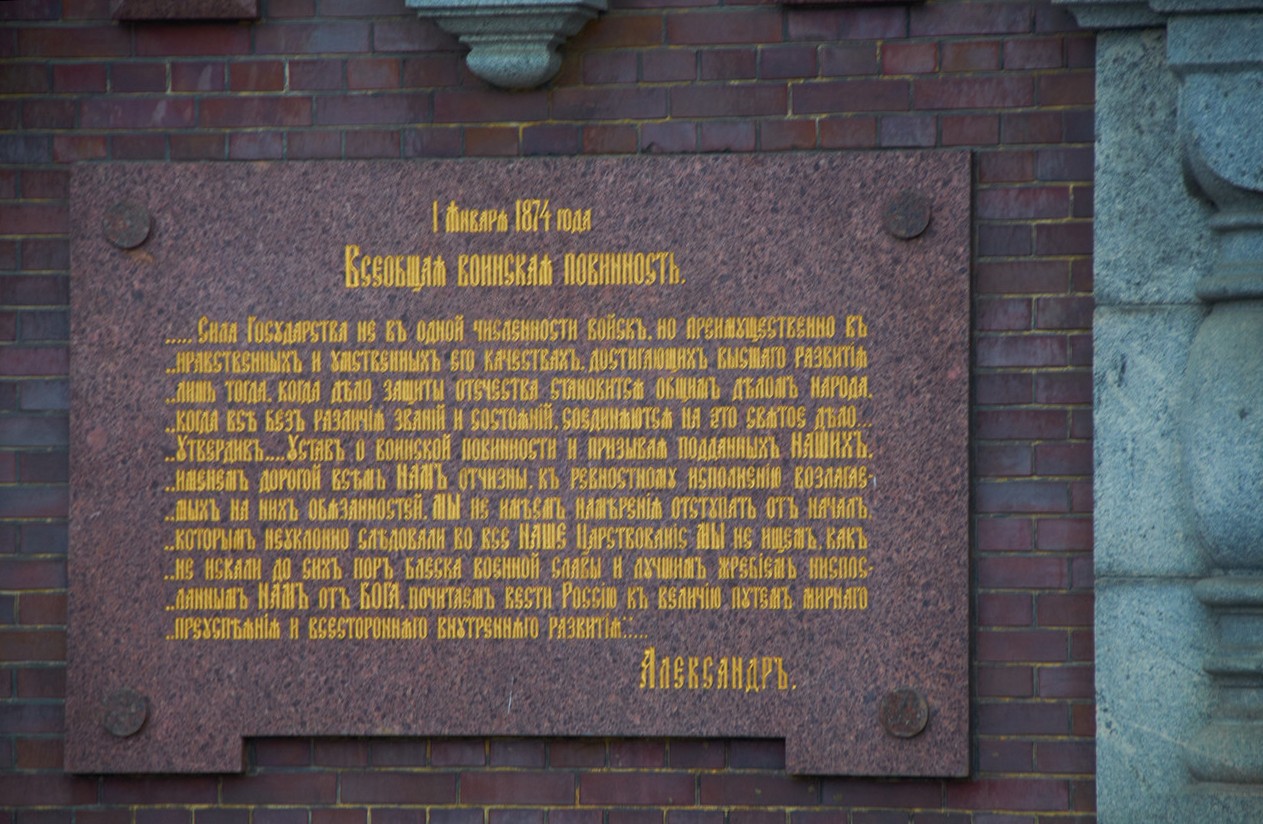 1 Января 1874 года
Всеобщая воинская повинность.
.....Сила Государства не въ одной численности войскъ, но преимущественно въ
..нравственныхъ и умственныхъ его качествахъ, достигающихъ высшаго развитія
..лишь тогда, когда дѣло защиты отечества становится общимъ дѣломъ народа,
..когда всѣ безъ различія званій и состояній, соединяются на это святое дѣло...
..Утвердивъ....Уставъ о воинской повинности и призывая подданныхъ НАШИХЪ,
..именемъ дорогой всѣмъ НАМЪ отчизны, къ ревностному исполненію возлагае-
..мыхъ на нихъ обязанностей, МЫ не имѣемъ намѣренія отступать отъ началъ,
..которымъ неуклонно слѣдовали во все НАШЕ Царствованіе. МЫ не ищемъ, какъ
..не искали до сихъ поръ блеска военной славы и лучшимъ жребіемъ, ниспос-
..ланнымъ НАМЪ отъ БОГА, почитаемъ вести Россію къ величію путемъ мирнаго
..преуспѣянія и всесторонняго внутренняго развитія::...
Александръ.